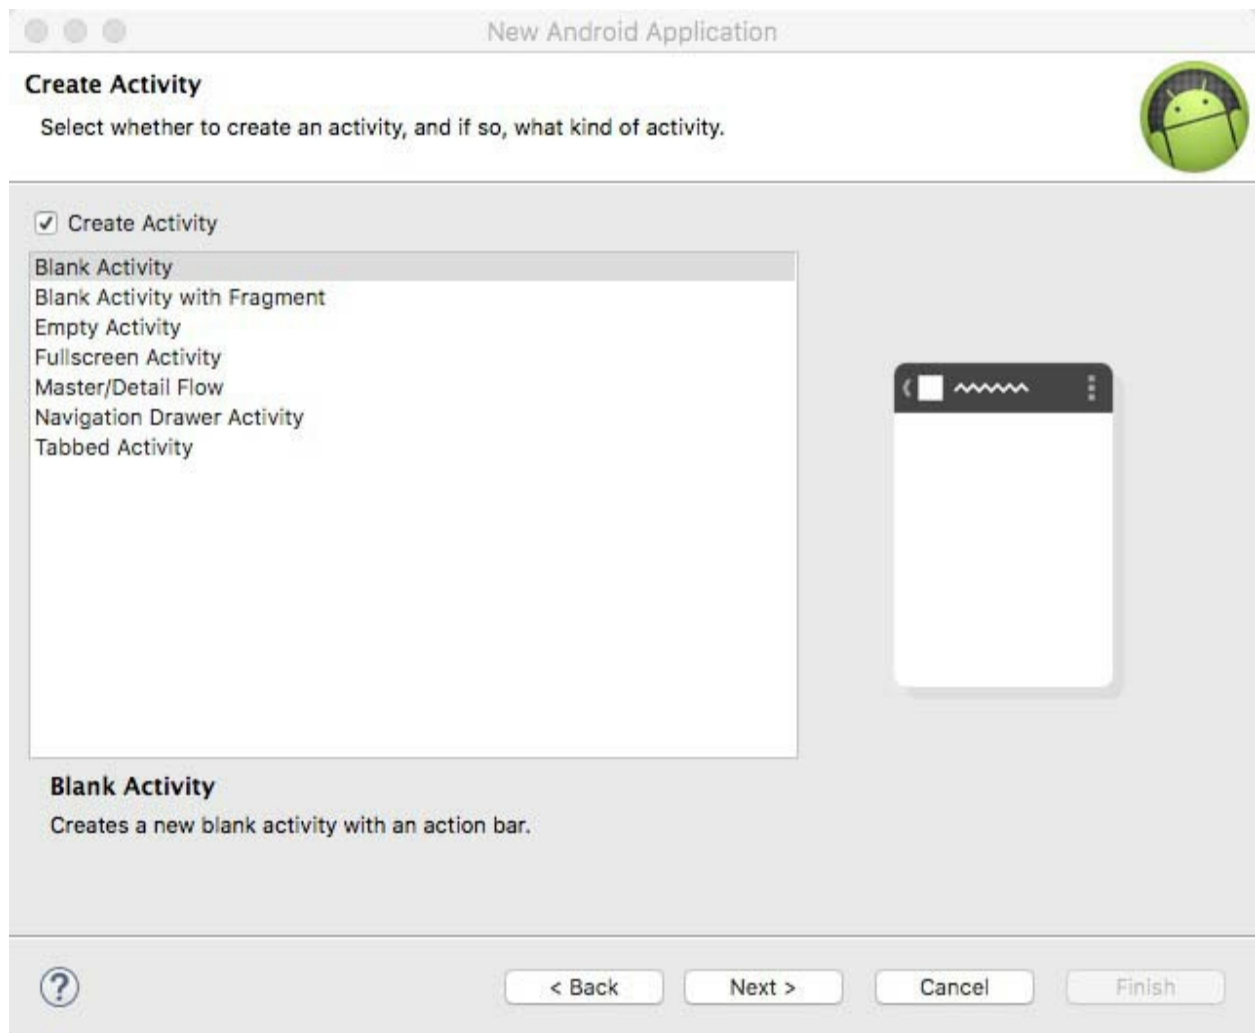 New Android Application
Create Activity
Select whether to create an activity, and if so, what kind of activity.
Create Activity
Blank Activity
Blank Activity with Fragment
Empty Activity
Fullscreen Activity
Master/Detail Flow
Navigation Drawer Activity
Tabbed Activity
Blank Activity
Creates a new blank activity with an action bar.
? < Back Next > Cancel Finish